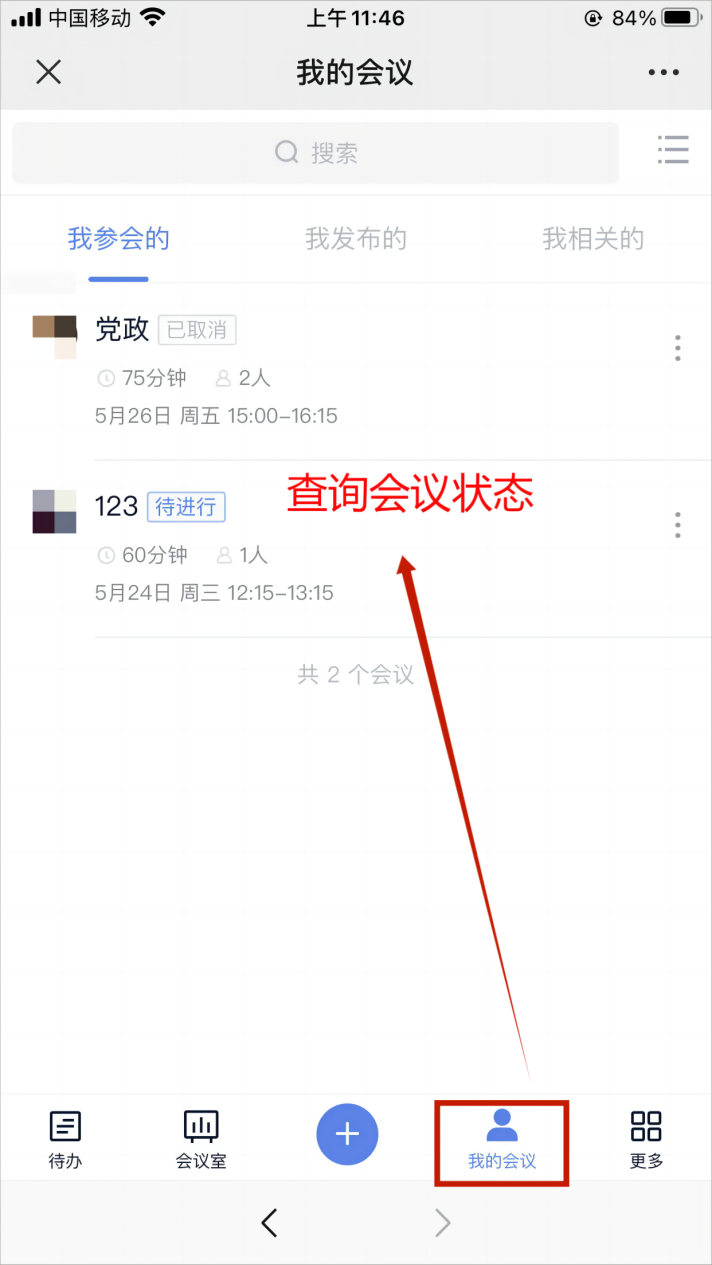 中国移动 上午 11:46 84%
我的会议
搜索
我参会的 我发布的 我相关的
党政 已取消
75分钟 2人
5月26日 周五 15:00-16:15
123 待进行
查询会议状态
60分钟 1人
5月24日 周三 12:15-13:15
共 2 个会议
待办 会议室 我的会议 更多